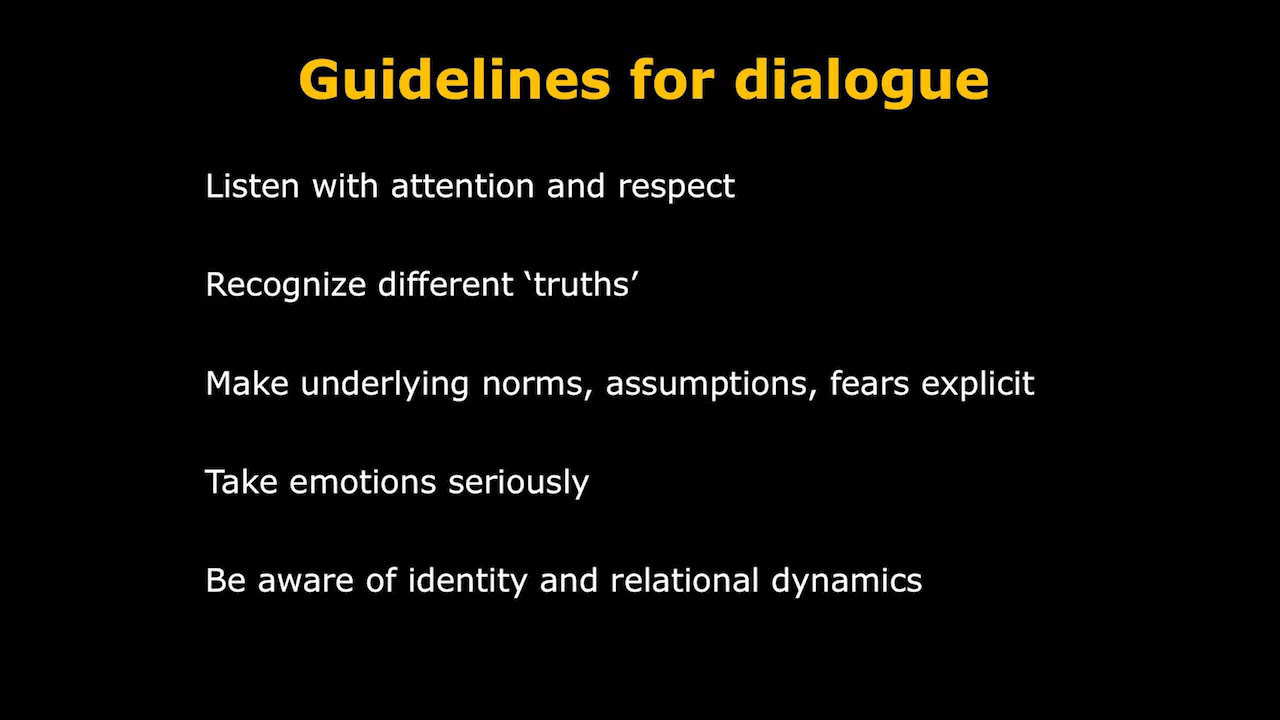 Guidelines for dialogue
Listen with attention and respect
Recognize different ‘truths’
Make underlying norms, assumptions, fears explicit
Take emotions seriously
Be aware of identity and relational dynamics